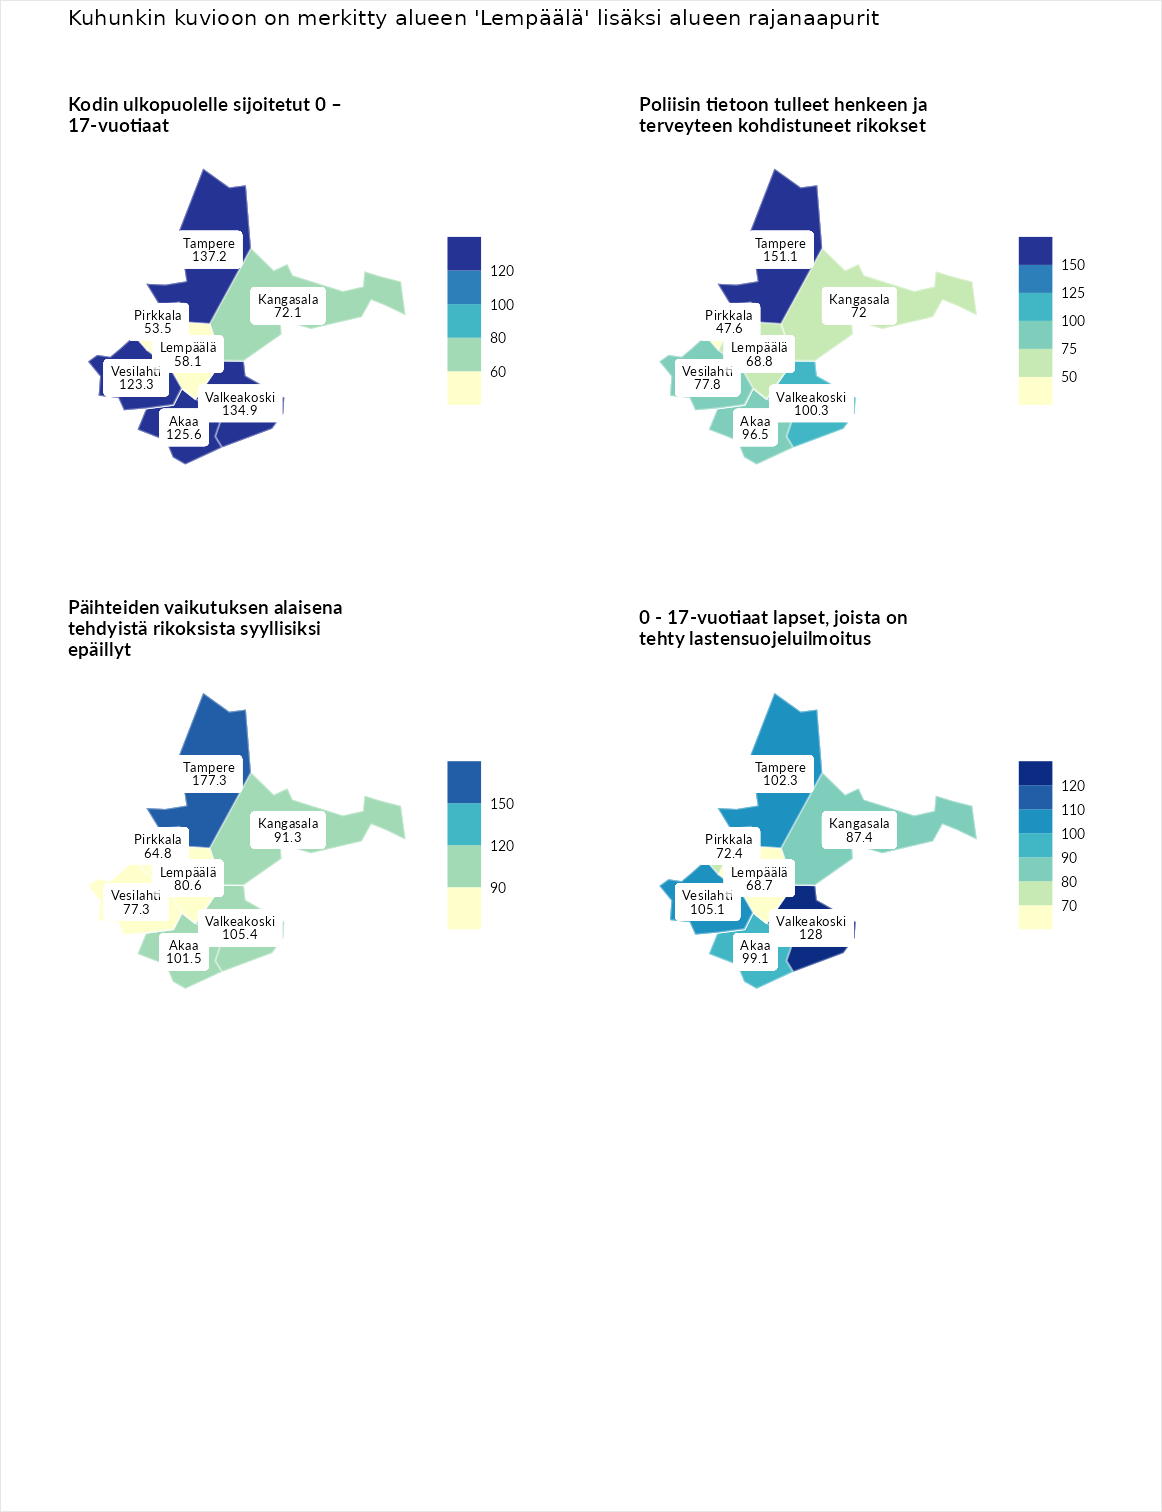 Kuhunkin kuvioon on merkitty alueen 'Lempäälä' lisäksi alueen rajanaapurit
Kodin ulkopuolelle sijoitetut 0 –
17-vuotiaat
Tampere
137.2
Kangasala
72.1
Pirkkala
53.5
Lempäälä
58.1
Vesilahti
123.3
Valkeakoski
134.9
Akaa
125.6
120
100
80
60
Poliisin tietoon tulleet henkeen ja
terveyteen kohdistuneet rikokset
Tampere
151.1
Kangasala
72
Pirkkala
47.6
Lempäälä
68.8
Vesilahti
77.8
Valkeakoski
100.3
Akaa
96.5
150
125
100
75
50
Päihteiden vaikutuksen alaisena
tehdyistä rikoksista syyllisiksi
epäillyt
Tampere
177.3
Kangasala
91.3
Pirkkala
64.8
Lempäälä
80.6
Vesilahti
77.3
Valkeakoski
105.4
Akaa
101.5
150
120
90
0 - 17-vuotiaat lapset, joista on
tehty lastensuojeluilmoitus
Tampere
102.3
Kangasala
87.4
Pirkkala
72.4
Lempäälä
68.7
Vesilahti
105.1
Valkeakoski
128
Akaa
99.1
120
110
100
90
80
70